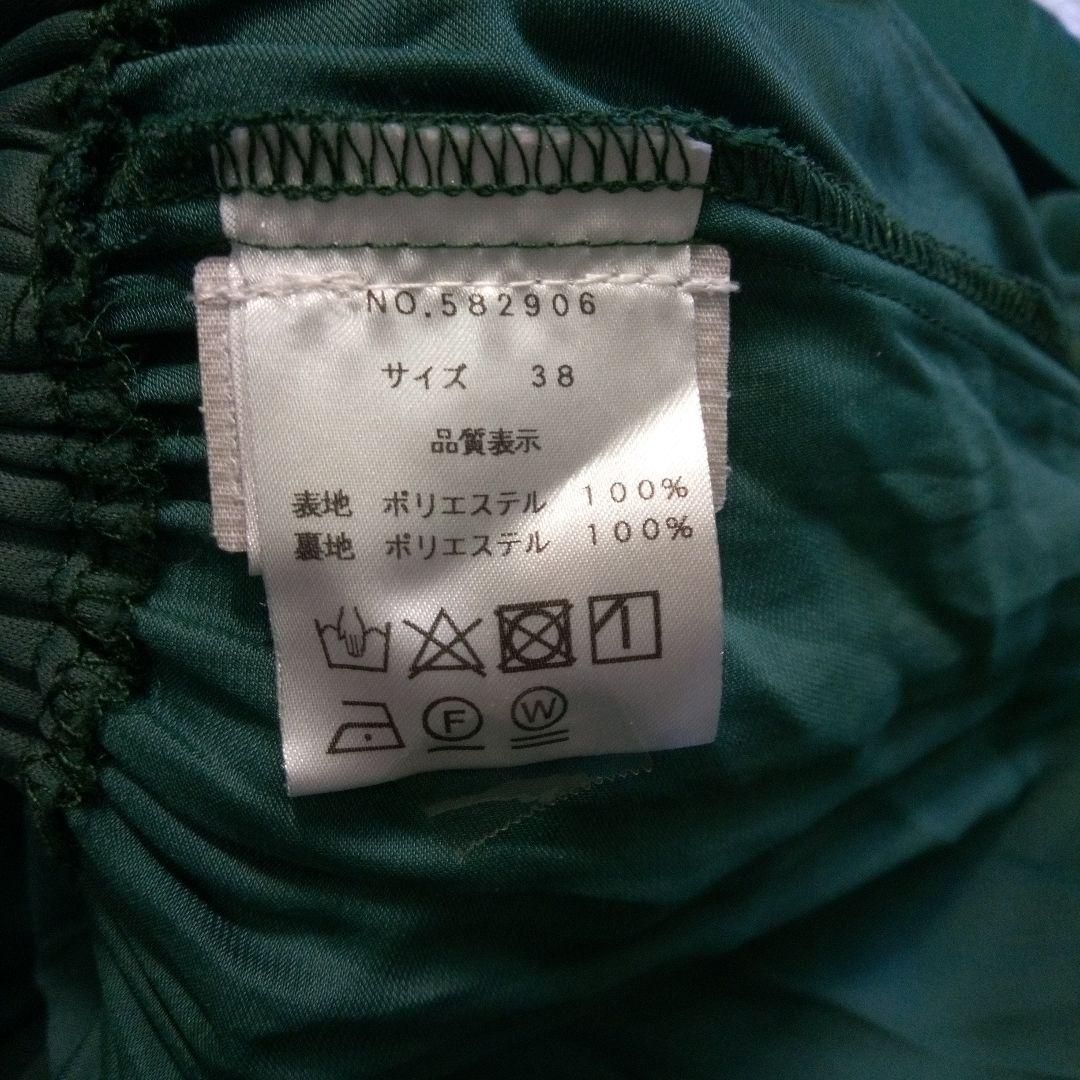 NO.582906
サイズ 38
品質表示
表地 ポリエステル 100%
裏地 ポリエステル 100%
F W